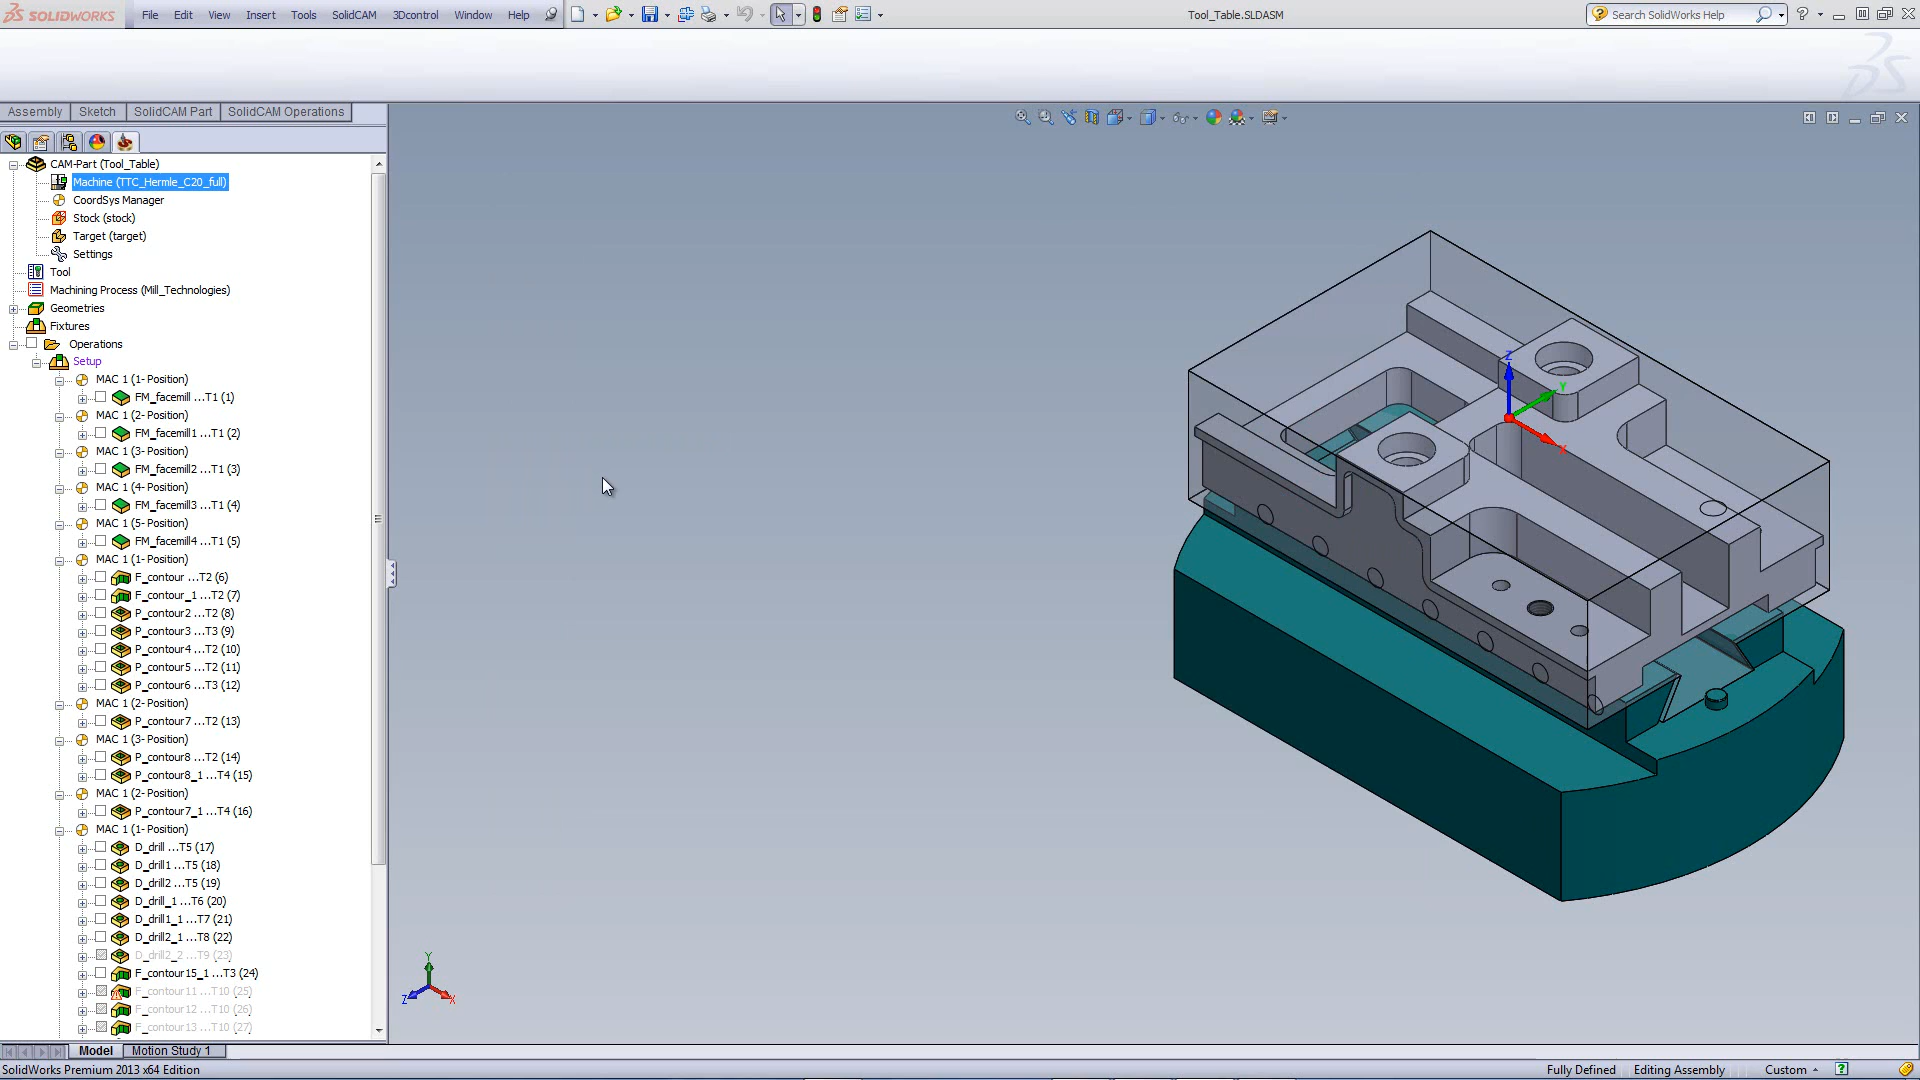 SOLIDWORKS File Edit View Insert Tools SolidCAM 3Dcontrol Window Help Tool_Table.SLDASM Search SolidWorks Help
Assembly Sketch SolidCAM Part SolidCAM Operations
CAM-Part (Tool_Table)
Machine (TTC_Hermle_C20_full)
CoordSys Manager
Stock (stock)
Target (target)
Settings
Tool
Machining Process (Mill_Technologies)
Geometries
Fixtures
Operations
Setup
MAC 1 (1- Position)
FM_facemill ...T1 (1)
MAC 1 (2- Position)
FM_facemill1 ...T1 (2)
MAC 1 (3- Position)
FM_facemill2 ...T1 (3)
MAC 1 (4- Position)
FM_facemill3 ...T1 (4)
MAC 1 (5- Position)
FM_facemill4 ...T1 (5)
MAC 1 (1- Position)
F_contour ...T2 (6)
F_contour_1 ...T2 (7)
P_contour2 ...T2 (8)
P_contour3 ...T3 (9)
P_contour4 ...T2 (10)
P_contour5 ...T2 (11)
P_contour6 ...T3 (12)
MAC 1 (2- Position)
P_contour7 ...T2 (13)
MAC 1 (3- Position)
P_contour8 ...T2 (14)
P_contour8_1 ...T4 (15)
MAC 1 (2- Position)
P_contour7_1 ...T4 (16)
MAC 1 (1- Position)
D_drill ...T5 (17)
D_drill1 ...T5 (18)
D_drill2 ...T5 (19)
D_drill_1 ...T6 (20)
D_drill1_1 ...T7 (21)
D_drill2_1 ...T8 (22)
D_drill2_2 ...T9 (23)
F_contour15_1 ...T3 (24)
F_contour11 ...T10 (25)
F_contour12 ...T10 (26)
F_contour13 ...T10 (27)
Z
Y
X
Y
Z
X
Model Motion Study 1
SolidWorks Premium 2013 x64 Edition Fully Defined Editing Assembly Custom